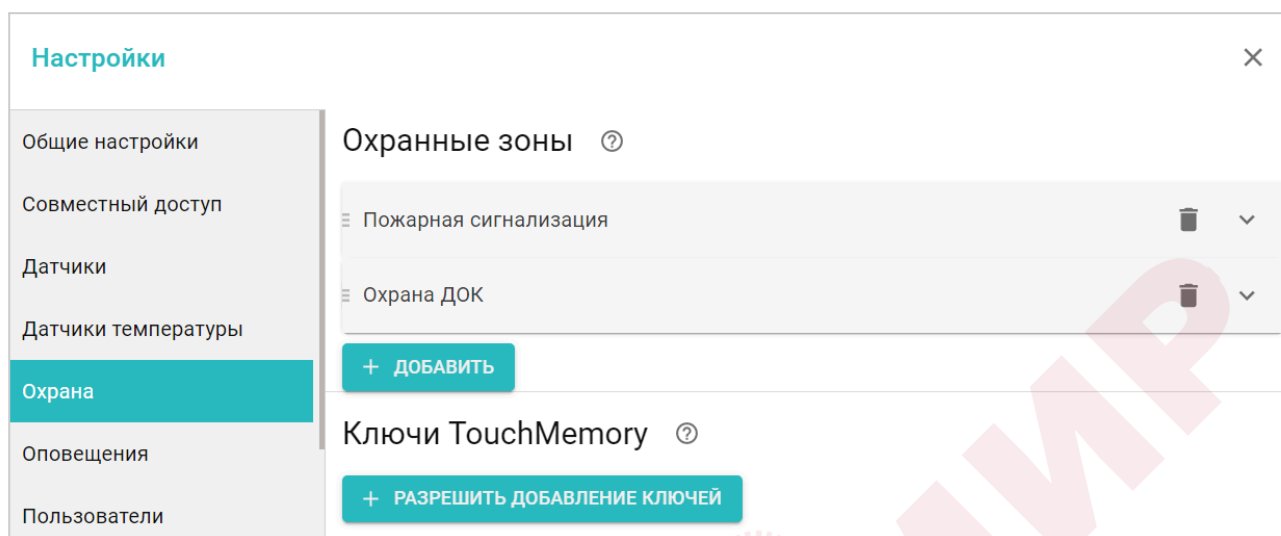 Настройки
Общие настройки
Совместный доступ
Датчики
Датчики температуры
Охрана
Оповещения
Пользователи
Охранные зоны
Пожарная сигнализация
Охрана ДОК
+ ДОБАВИТЬ
Ключи TouchMemory
+ РАЗРЕШИТЬ ДОБАВЛЕНИЕ КЛЮЧЕЙ
МИР